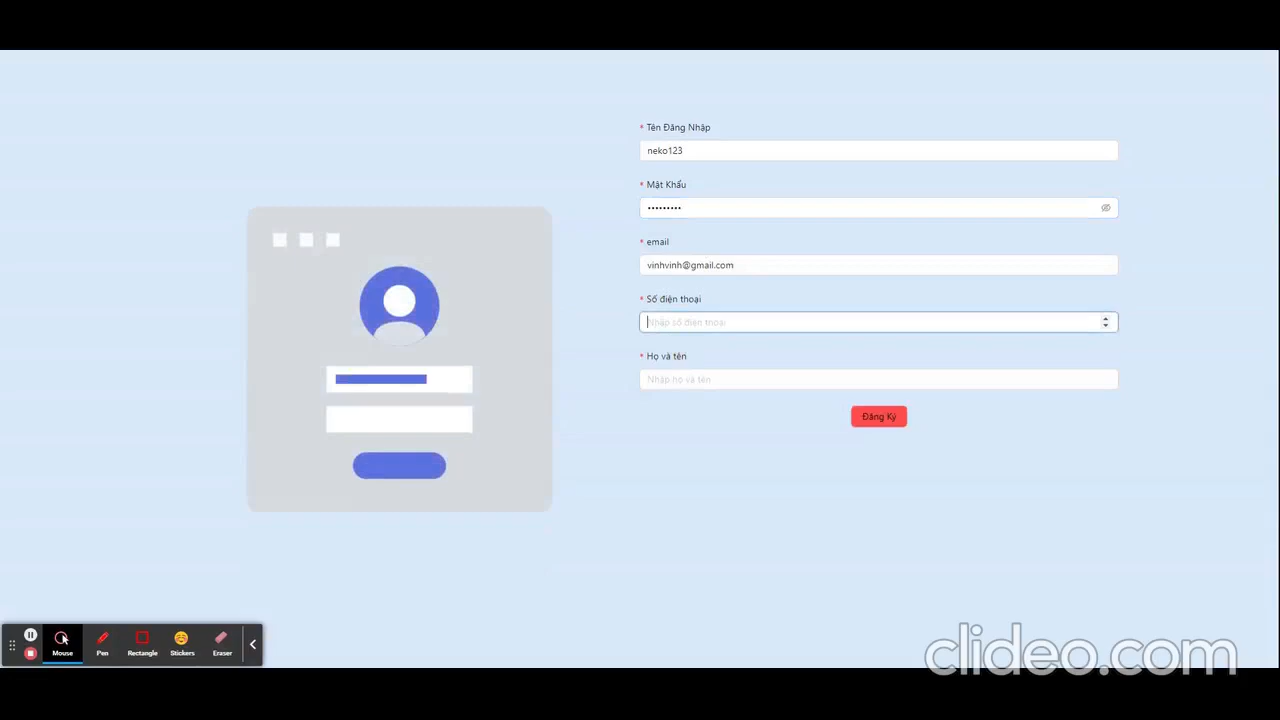 * Tên Đăng Nhập
neko123
* Mật Khẩu
•••••••••
* email
vinhvinh@gmail.com
* Số điện thoại
Nhập số điện thoại
* Họ và tên
Nhập họ và tên
Đăng Ký
Mouse Pen Rectangle Stickers Eraser
clideo.com